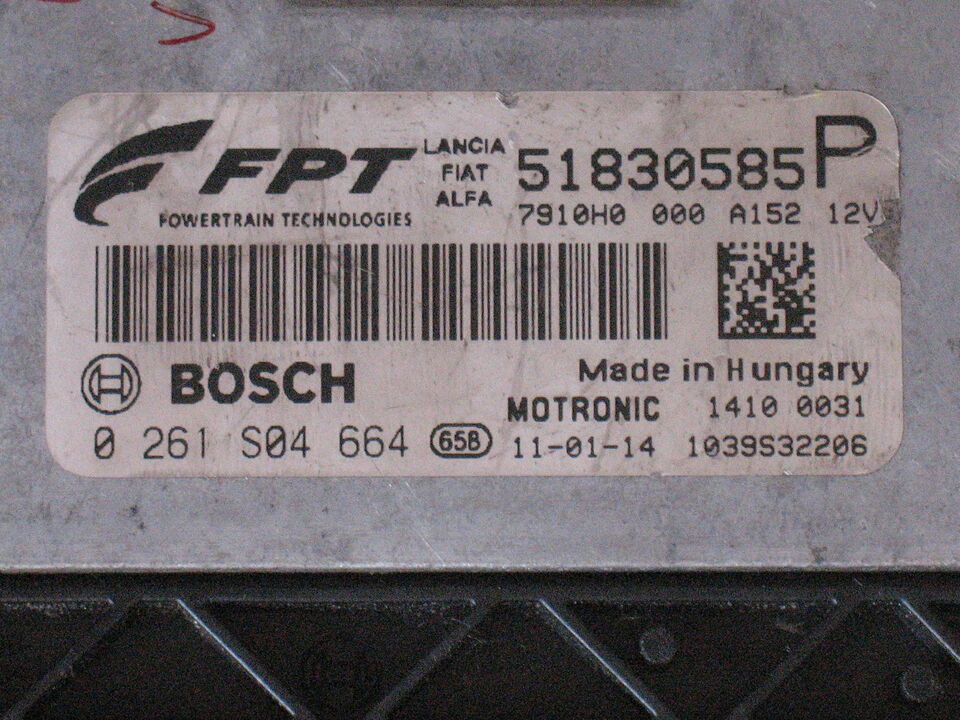 FPT
POWERTRAIN TECHNOLOGIES
LANCIA
FIAT
ALFA
51830585P
7910H0 000 A152 12V
BOSCH
Made in Hungary
MOTRONIC 1410 0031
0 261 S04 664 65B 11-01-14 1039S32206